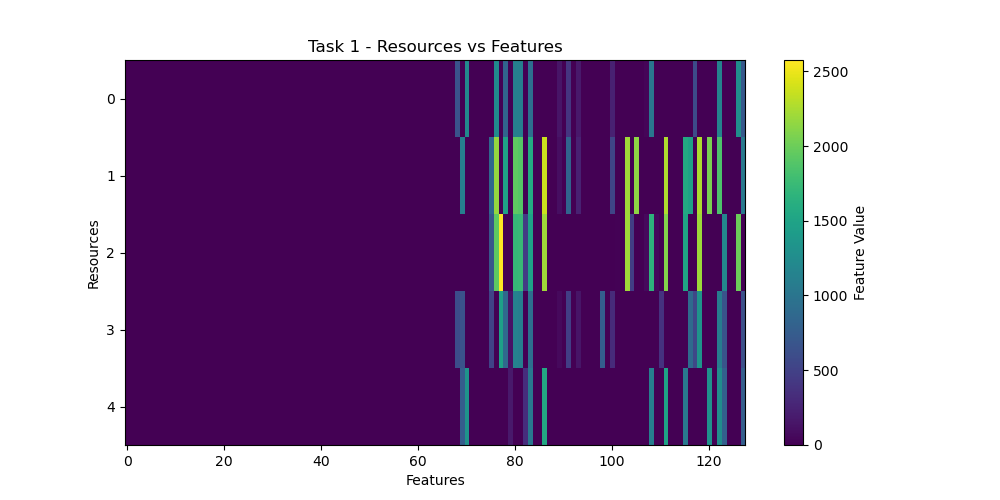 Task 1 - Resources vs Features
Resources
0
1
2
3
4
0 20 40 60 80 100 120
Features
2500
2000
1500
1000
500
0
Feature Value